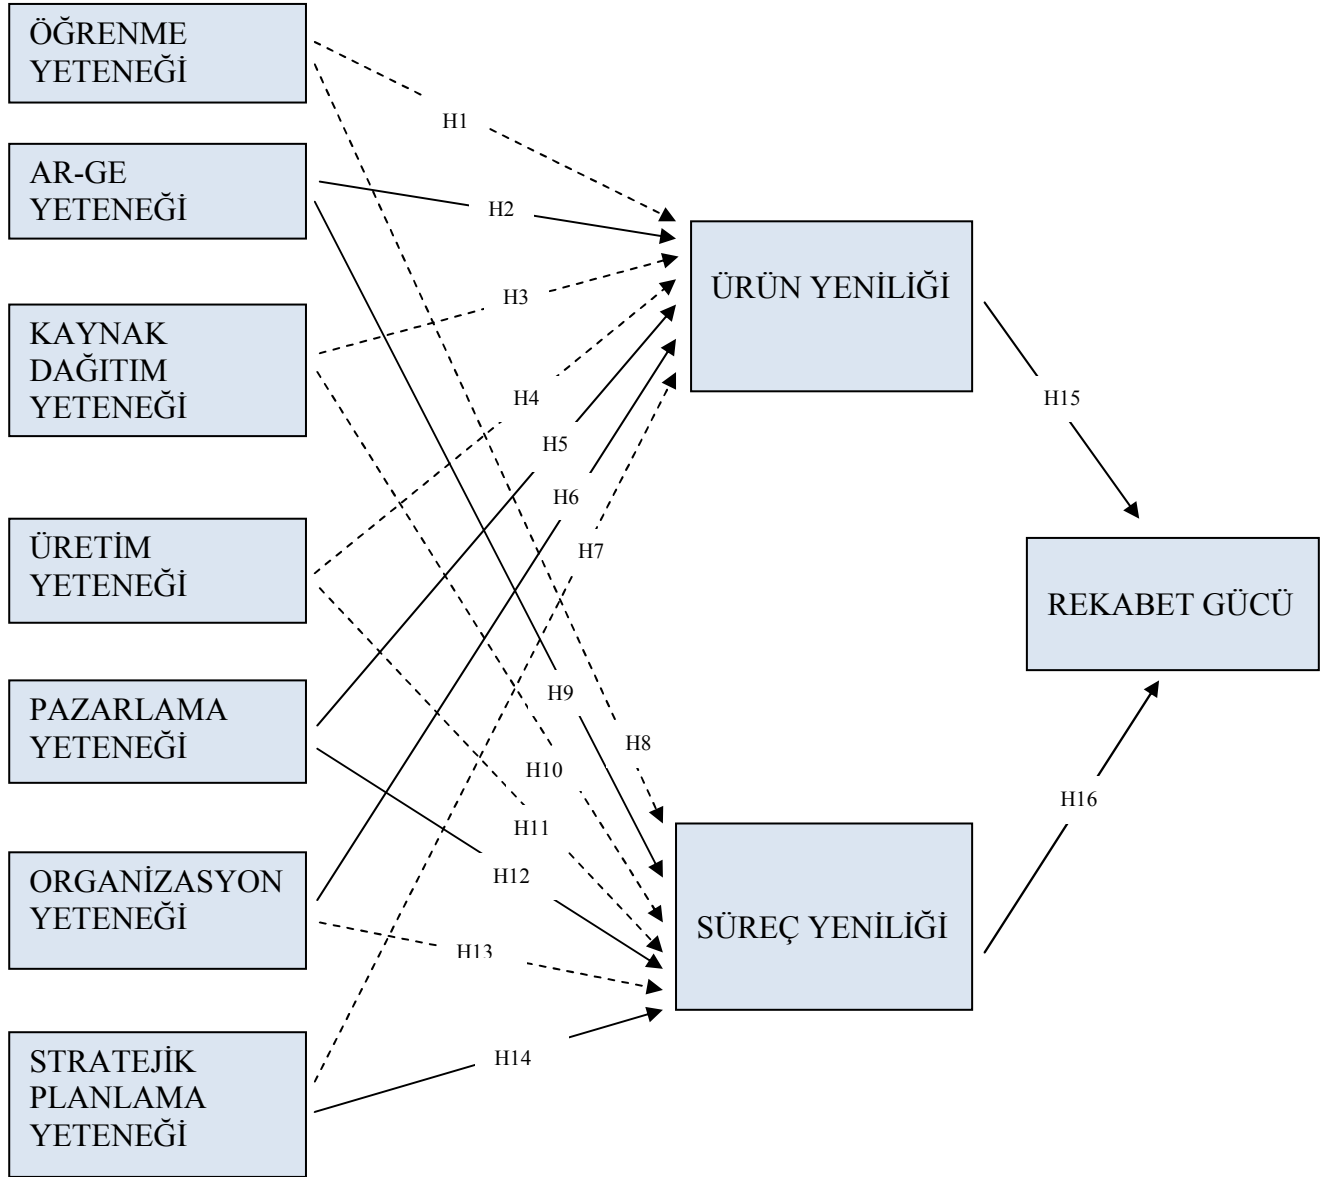 ÖĞRENME
YETENEĞİ
AR-GE
YETENEĞİ
KAYNAK
DAĞITIM
YETENEĞİ
ÜRETİM
YETENEĞİ
PAZARLAMA
YETENEĞİ
ORGANİZASYON
YETENEĞİ
STRATEJİK
PLANLAMA
YETENEĞİ
H1
H2
H3
H4
H5
H6
H7
H8
H9
H10
H11
H12
H13
H14
ÜRÜN YENİLİĞİ
SÜREÇ YENİLİĞİ
H15
H16
REKABET GÜCÜ